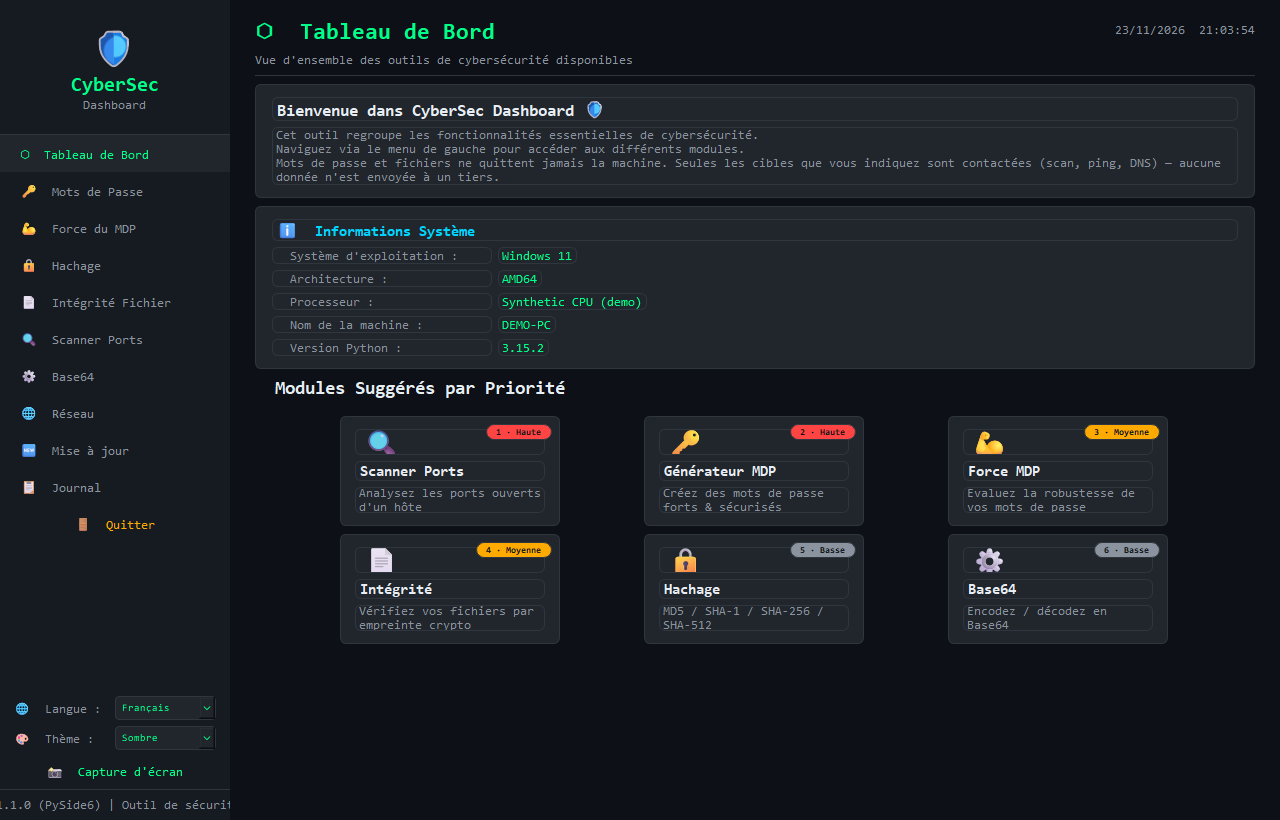 CyberSec
Dashboard
Tableau de Bord
Mots de Passe
Force du MDP
Hachage
Intégrité Fichier
Scanner Ports
Base64
Réseau
Mise à jour
Journal
Quitter
Langue : Français
Thème : Sombre
Capture d'écran
.1.0 (PySide6) | Outil de sécurit
Tableau de Bord
23/11/2026 21:03:54
Vue d'ensemble des outils de cybersécurité disponibles
Bienvenue dans CyberSec Dashboard
Cet outil regroupe les fonctionnalités essentielles de cybersécurité.
Naviguez via le menu de gauche pour accéder aux différents modules.
Mots de passe et fichiers ne quittent jamais la machine. Seules les cibles que vous indiquez sont contactées (scan, ping, DNS) — aucune
donnée n'est envoyée à un tiers.
Informations Système
Système d'exploitation : Windows 11
Architecture : AMD64
Processeur : Synthetic CPU (demo)
Nom de la machine : DEMO-PC
Version Python : 3.15.2
Modules Suggérés par Priorité
1 · Haute
Scanner Ports
Analysez les ports ouverts
d'un hôte
2 · Haute
Générateur MDP
Créez des mots de passe
forts & sécurisés
3 · Moyenne
Force MDP
Evaluez la robustesse de
vos mots de passe
4 · Moyenne
Intégrité
Vérifiez vos fichiers par
empreinte crypto
5 · Basse
Hachage
MD5 / SHA-1 / SHA-256 /
SHA-512
6 · Basse
Base64
Encodez / décodez en
Base64